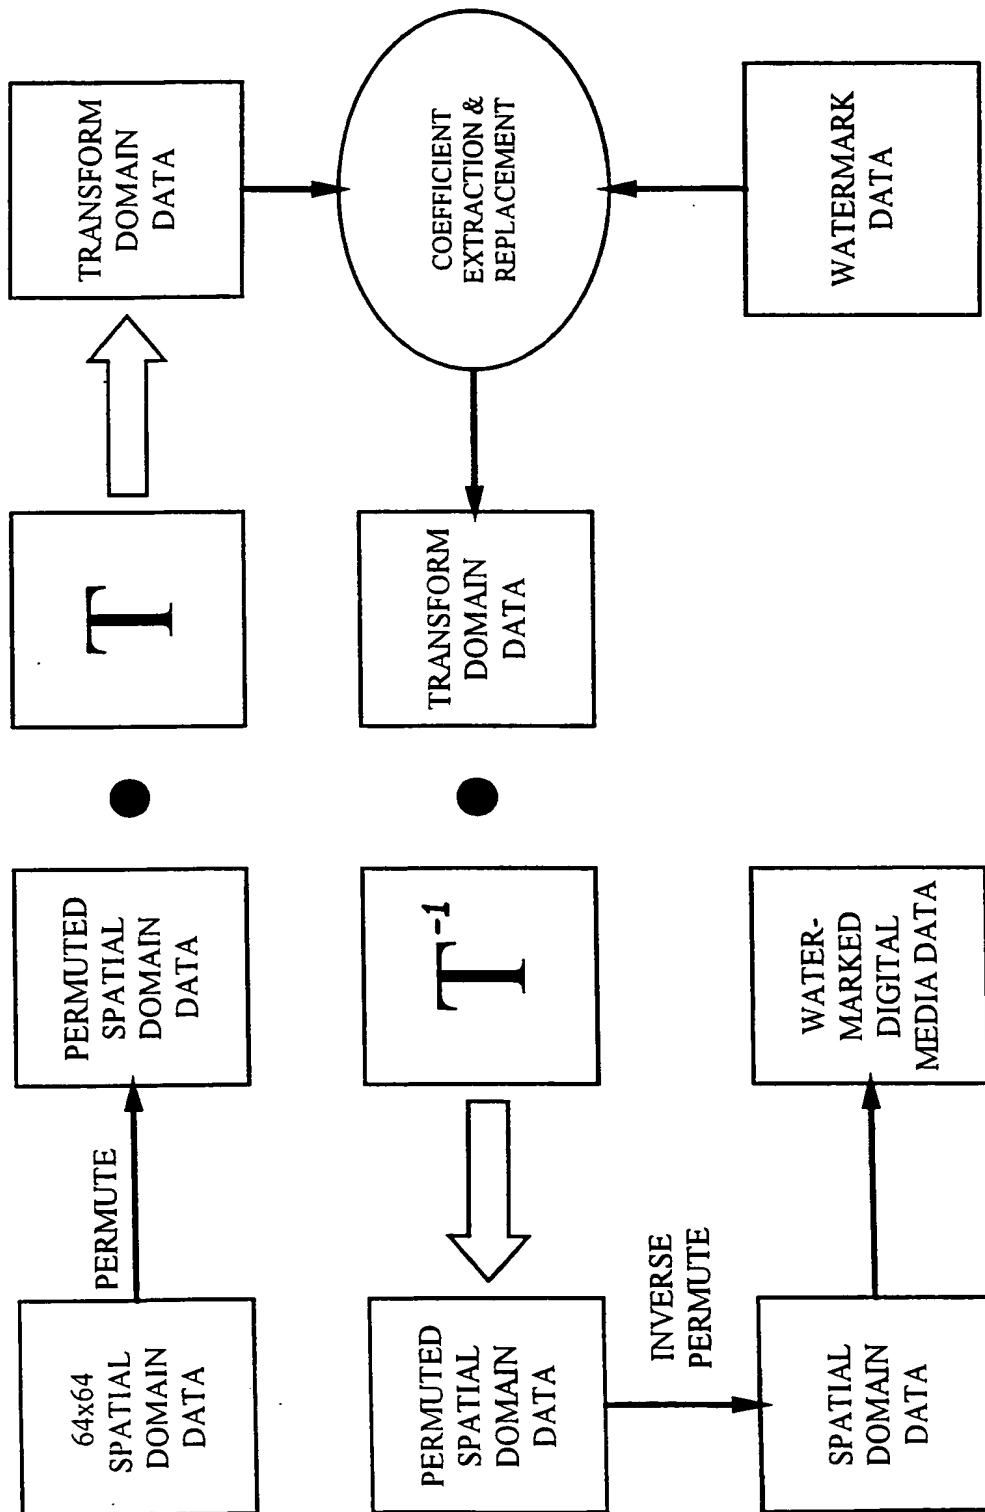 64x64
SPATIAL
DOMAIN
DATA
PERMUTE
PERMUTED
SPATIAL
DOMAIN
DATA
T
TRANSFORM
DOMAIN
DATA
COEFFICIENT
EXTRACTION &
REPLACEMENT
WATERMARK
DATA
TRANSFORM
DOMAIN
DATA
T-1
PERMUTED
SPATIAL
DOMAIN
DATA
INVERSE
PERMUTE
SPATIAL
DOMAIN
DATA
WATER-
MARKED
DIGITAL
MEDIA DATA